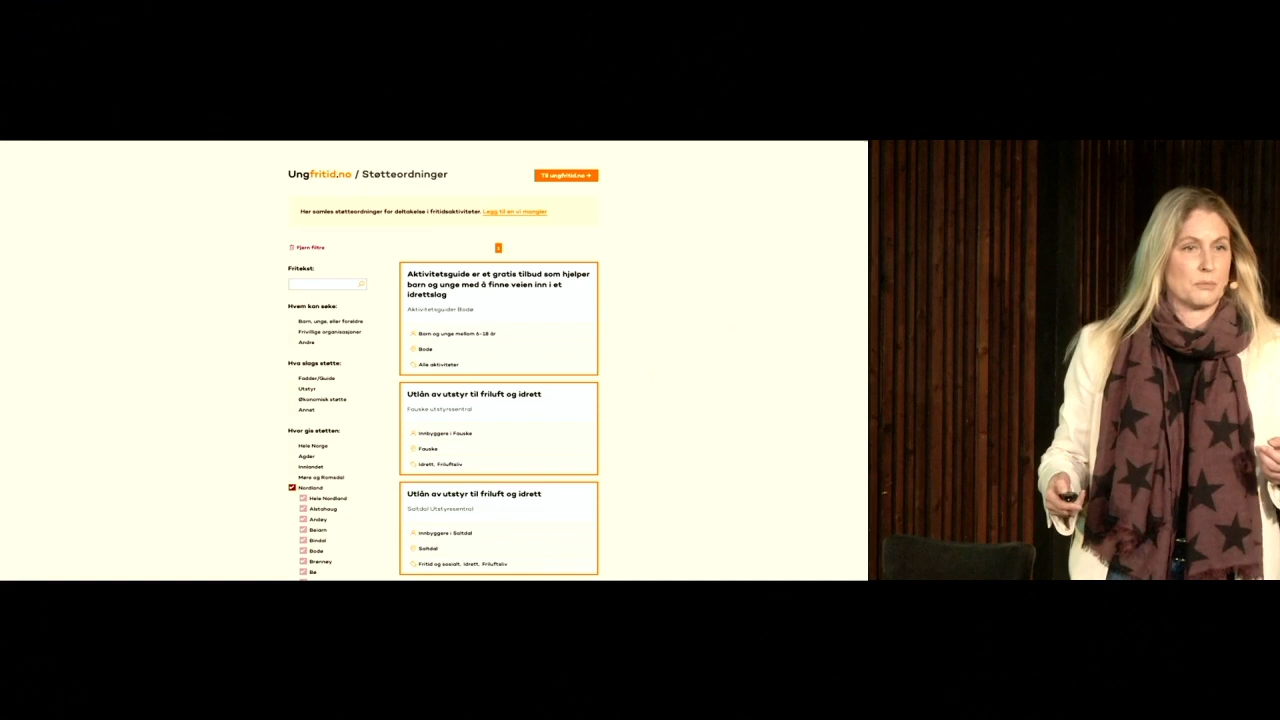 Ungfritid.no / Støtteordninger
Til ungfritid.no →
Her samles støtteordninger for deltakelse i fritidsaktiviteter. Legg til en vi mangler
Fjern filtre
1
Fritekst:
Hvem kan søke:
Barn, unge, eller foreldre
Frivillige organisasjoner
Andre
Hva slags støtte:
Fadder/Guide
Utstyr
Økonomisk støtte
Annet
Hvor gis støtten:
Hele Norge
Agder
Innlandet
Møre og Romsdal
Nordland
Hele Nordland
Alstahaug
Andøy
Beiarn
Bindal
Bodø
Brønnøy
Bø
Aktivitetsguide er et gratis tilbud som hjelper
barn og unge med å finne veien inn i et
idrettslag
Aktivitetsguider Bodø
Barn og unge mellom 6-18 år
Bodø
Alle aktiviteter
Utlån av utstyr til friluft og idrett
Fauske utstyrssentral
Innbyggere i Fauske
Fauske
Idrett, Friluftsliv
Utlån av utstyr til friluft og idrett
Saltdal Utstyrssentral
Innbyggere i Saltdal
Saltdal
Fritid og sosialt, Idrett, Friluftsliv